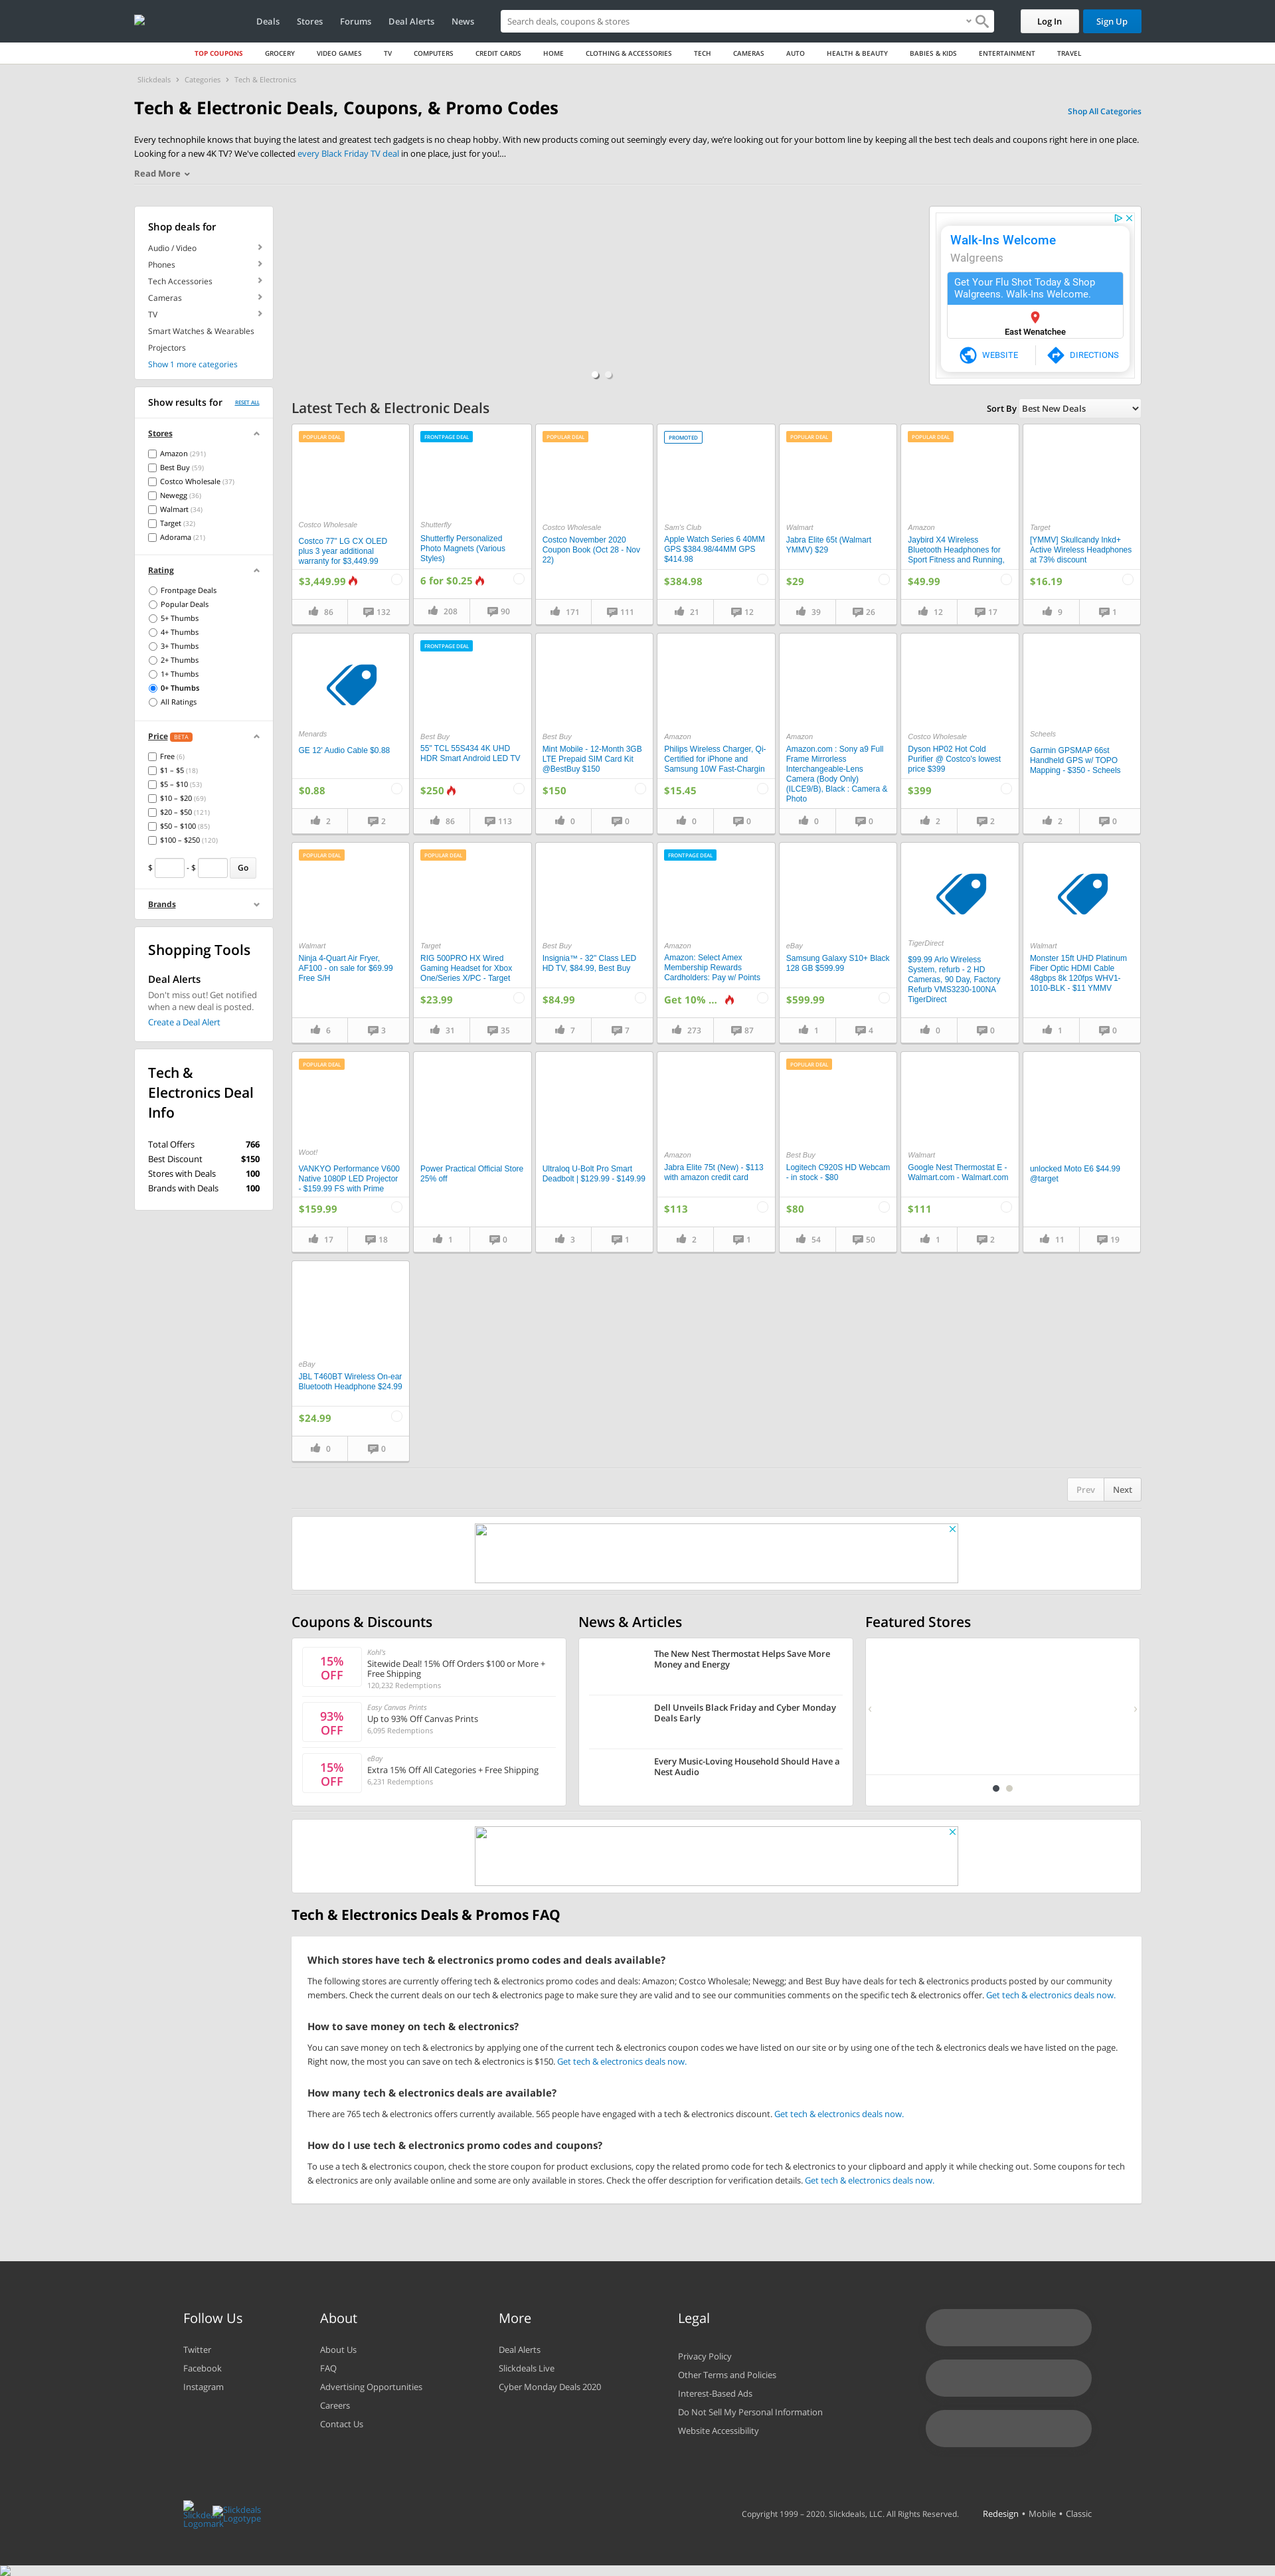 Deals Stores Forums Deal Alerts News
Search deals, coupons & stores
Log In
Sign Up
TOP COUPONS GROCERY VIDEO GAMES TV COMPUTERS CREDIT CARDS HOME CLOTHING & ACCESSORIES TECH CAMERAS AUTO HEALTH & BEAUTY BABIES & KIDS ENTERTAINMENT TRAVEL
Slickdeals › Categories › Tech & Electronics
Tech & Electronic Deals, Coupons, & Promo Codes
Shop All Categories
Every technophile knows that buying the latest and greatest tech gadgets is no cheap hobby. With new products coming out seemingly every day, we're looking out for your bottom line by keeping all the best tech deals and coupons right here in one place.
Looking for a new 4K TV? We've collected every Black Friday TV deal in one place, just for you!...
Read More
Shop deals for
Audio / Video
Phones
Tech Accessories
Cameras
TV
Smart Watches & Wearables
Projectors
Show 1 more categories
Show results for
RESET ALL
Stores
Amazon (291)
Best Buy (59)
Costco Wholesale (37)
Newegg (36)
Walmart (34)
Target (32)
Adorama (21)
Rating
Frontpage Deals
Popular Deals
5+ Thumbs
4+ Thumbs
3+ Thumbs
2+ Thumbs
1+ Thumbs
0+ Thumbs
All Ratings
Price BETA
Free (6)
$1 – $5 (18)
$5 – $10 (53)
$10 – $20 (69)
$20 – $50 (121)
$50 – $100 (85)
$100 – $250 (120)
$ - $ Go
Brands
Shopping Tools
Deal Alerts
Don't miss out! Get notified
when a new deal is posted.
Create a Deal Alert
Tech &
Electronics Deal
Info
Total Offers 766
Best Discount $150
Stores with Deals 100
Brands with Deals 100
Walk-Ins Welcome
Walgreens
Get Your Flu Shot Today & Shop
Walgreens. Walk-Ins Welcome.
East Wenatchee
WEBSITE
DIRECTIONS
Latest Tech & Electronic Deals
Sort By Best New Deals
POPULAR DEAL
Costco Wholesale
Costco 77" LG CX OLED
plus 3 year additional
warranty for $3,449.99
$3,449.99
86 132
FRONTPAGE DEAL
Shutterfly
Shutterfly Personalized
Photo Magnets (Various
Styles)
6 for $0.25
208 90
POPULAR DEAL
Costco Wholesale
Costco November 2020
Coupon Book (Oct 28 - Nov
22)
171 111
PROMOTED
Sam's Club
Apple Watch Series 6 40MM
GPS $384.98/44MM GPS
$414.98
$384.98
21 12
POPULAR DEAL
Walmart
Jabra Elite 65t (Walmart
YMMV) $29
$29
39 26
POPULAR DEAL
Amazon
Jaybird X4 Wireless
Bluetooth Headphones for
Sport Fitness and Running,
$49.99
12 17
Target
[YMMV] Skullcandy Inkd+
Active Wireless Headphones
at 73% discount
$16.19
9 1
Menards
GE 12' Audio Cable $0.88
$0.88
2 2
FRONTPAGE DEAL
Best Buy
55" TCL 55S434 4K UHD
HDR Smart Android LED TV
$250
86 113
Best Buy
Mint Mobile - 12-Month 3GB
LTE Prepaid SIM Card Kit
@BestBuy $150
$150
0 0
Amazon
Philips Wireless Charger, Qi-
Certified for iPhone and
Samsung 10W Fast-Chargin
$15.45
0 0
Amazon
Amazon.com : Sony a9 Full
Frame Mirrorless
Interchangeable-Lens
Camera (Body Only)
(ILCE9/B), Black : Camera &
Photo
0 0
Costco Wholesale
Dyson HP02 Hot Cold
Purifier @ Costco's lowest
price $399
$399
2 2
Scheels
Garmin GPSMAP 66st
Handheld GPS w/ TOPO
Mapping - $350 - Scheels
2 0
POPULAR DEAL
Walmart
Ninja 4-Quart Air Fryer,
AF100 - on sale for $69.99
Free S/H
6 3
POPULAR DEAL
Target
RIG 500PRO HX Wired
Gaming Headset for Xbox
One/Series X/PC - Target
$23.99
31 35
Best Buy
Insignia™ - 32" Class LED
HD TV, $84.99, Best Buy
$84.99
7 7
FRONTPAGE DEAL
Amazon
Amazon: Select Amex
Membership Rewards
Cardholders: Pay w/ Points
Get 10% ...
273 87
eBay
Samsung Galaxy S10+ Black
128 GB $599.99
$599.99
1 4
TigerDirect
$99.99 Arlo Wireless
System, refurb - 2 HD
Cameras, 90 Day, Factory
Refurb VMS3230-100NA
TigerDirect
0 0
Walmart
Monster 15ft UHD Platinum
Fiber Optic HDMI Cable
48gbps 8k 120fps WHV1-
1010-BLK - $11 YMMV
1 0
POPULAR DEAL
Woot!
VANKYO Performance V600
Native 1080P LED Projector
- $159.99 FS with Prime
$159.99
17 18
Power Practical Official Store
25% off
1 0
Ultraloq U-Bolt Pro Smart
Deadbolt | $129.99 - $149.99
3 1
Amazon
Jabra Elite 75t (New) - $113
with amazon credit card
$113
2 1
POPULAR DEAL
Best Buy
Logitech C920S HD Webcam
- in stock - $80
$80
54 50
Walmart
Google Nest Thermostat E -
Walmart.com - Walmart.com
$111
1 2
unlocked Moto E6 $44.99
@target
11 19
eBay
JBL T460BT Wireless On-ear
Bluetooth Headphone $24.99
$24.99
0 0
Prev Next
Coupons & Discounts
15%
OFF
Kohl's
Sitewide Deal! 15% Off Orders $100 or More +
Free Shipping
120,232 Redemptions
93%
OFF
Easy Canvas Prints
Up to 93% Off Canvas Prints
6,095 Redemptions
15%
OFF
eBay
Extra 15% Off All Categories + Free Shipping
6,231 Redemptions
News & Articles
The New Nest Thermostat Helps Save More
Money and Energy
Dell Unveils Black Friday and Cyber Monday
Deals Early
Every Music-Loving Household Should Have a
Nest Audio
Featured Stores
Tech & Electronics Deals & Promos FAQ
Which stores have tech & electronics promo codes and deals available?
The following stores are currently offering tech & electronics promo codes and deals: Amazon; Costco Wholesale; Newegg; and Best Buy have deals for tech & electronics products posted by our community
members. Check the current deals on our tech & electronics page to make sure they are valid and to see our communities comments on the specific tech & electronics offer. Get tech & electronics deals now.
How to save money on tech & electronics?
You can save money on tech & electronics by applying one of the current tech & electronics coupon codes we have listed on our site or by using one of the tech & electronics deals we have listed on the page.
Right now, the most you can save on tech & electronics is $150. Get tech & electronics deals now.
How many tech & electronics deals are available?
There are 765 tech & electronics offers currently available. 565 people have engaged with a tech & electronics discount. Get tech & electronics deals now.
How do I use tech & electronics promo codes and coupons?
To use a tech & electronics coupon, check the store coupon for product exclusions, copy the related promo code for tech & electronics to your clipboard and apply it while checking out. Some coupons for tech
& electronics are only available online and some are only available in stores. Check the offer description for verification details. Get tech & electronics deals now.
Follow Us
Twitter
Facebook
Instagram
About
About Us
FAQ
Advertising Opportunities
Careers
Contact Us
More
Deal Alerts
Slickdeals Live
Cyber Monday Deals 2020
Legal
Privacy Policy
Other Terms and Policies
Interest-Based Ads
Do Not Sell My Personal Information
Website Accessibility
Slickdeals
Logomark
Slickdeals
Logotype
Copyright 1999 – 2020. Slickdeals, LLC. All Rights Reserved.
Redesign • Mobile • Classic